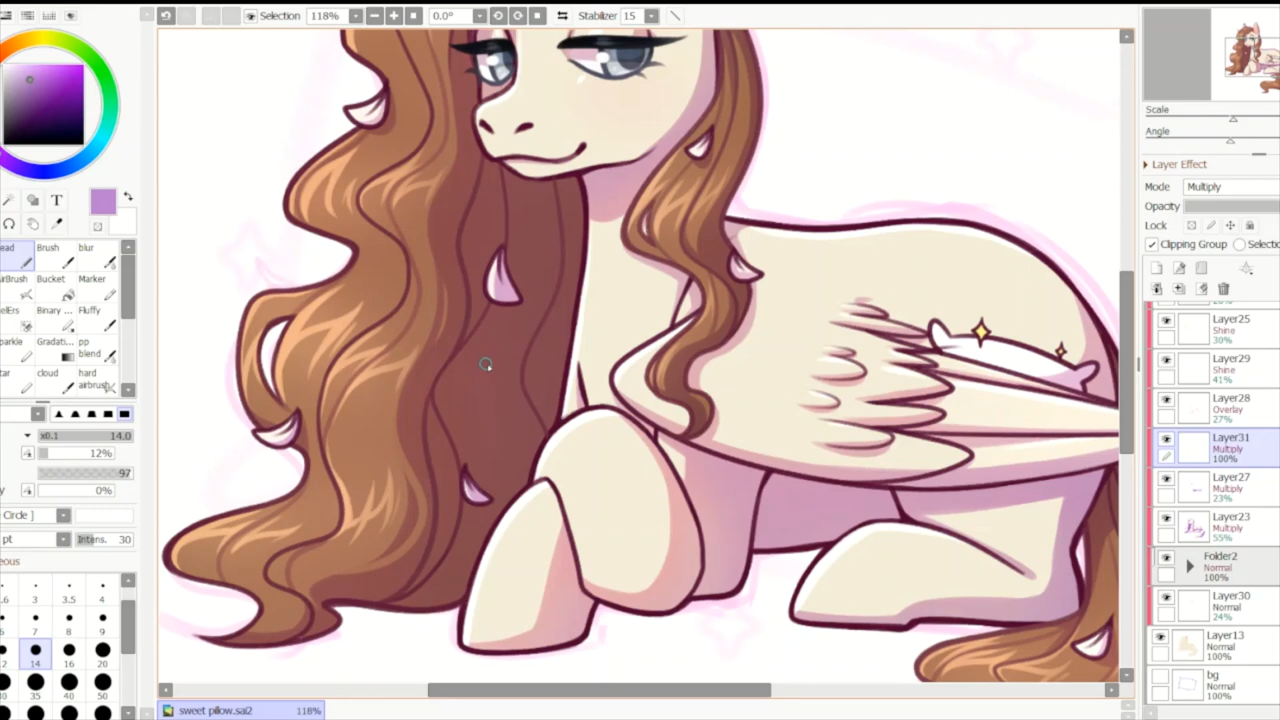 Selection 118% 0.0° Stabilizer 15
Scale
Angle
Layer Effect
Mode Multiply
Opacity
Lock
Clipping Group
T
Brush blur
Bucket Marker
Binary ... Fluffy
Gradati... pp blend
cloud hard airbrush
x0.1 14.0
12%
97
0%
Circle ]
pt Intens. 30
3 3.5 4
7 8 9
14 16 20
35 40 50
Layer25
Shine
30%
Layer29
Shine
41%
Layer28
Overlay
27%
Layer31
Multiply
100%
Layer27
Multiply
23%
Layer23
Multiply
55%
Folder2
Normal
100%
Layer30
Normal
24%
Layer13
Normal
100%
bg
Normal
100%
sweet pillow.sai2 118%